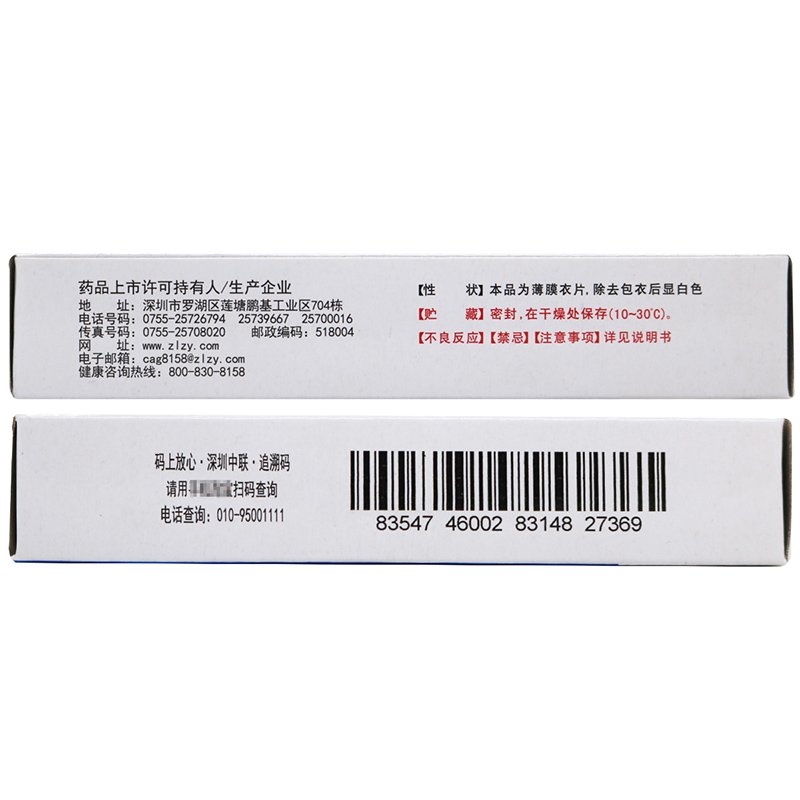 药品上市许可持有人/生产企业
地　　址：深圳市罗湖区莲塘鹏基工业区704栋
电话号码：0755-25726794　25739667　25700016
传真号码：0755-25708020　邮政编码：518004
网　　址：www.zlzy.com
电子邮箱：cag8158@zlzy.com
健康咨询热线：800-830-8158
【性　　状】本品为薄膜衣片，除去包衣后显白色
【贮　　藏】密封，在干燥处保存(10~30℃)。
【不良反应】【禁忌】【注意事项】详见说明书
码上放心·深圳中联·追溯码
请用扫码查询
电话查询：010-95001111
83547 46002 83148 27369